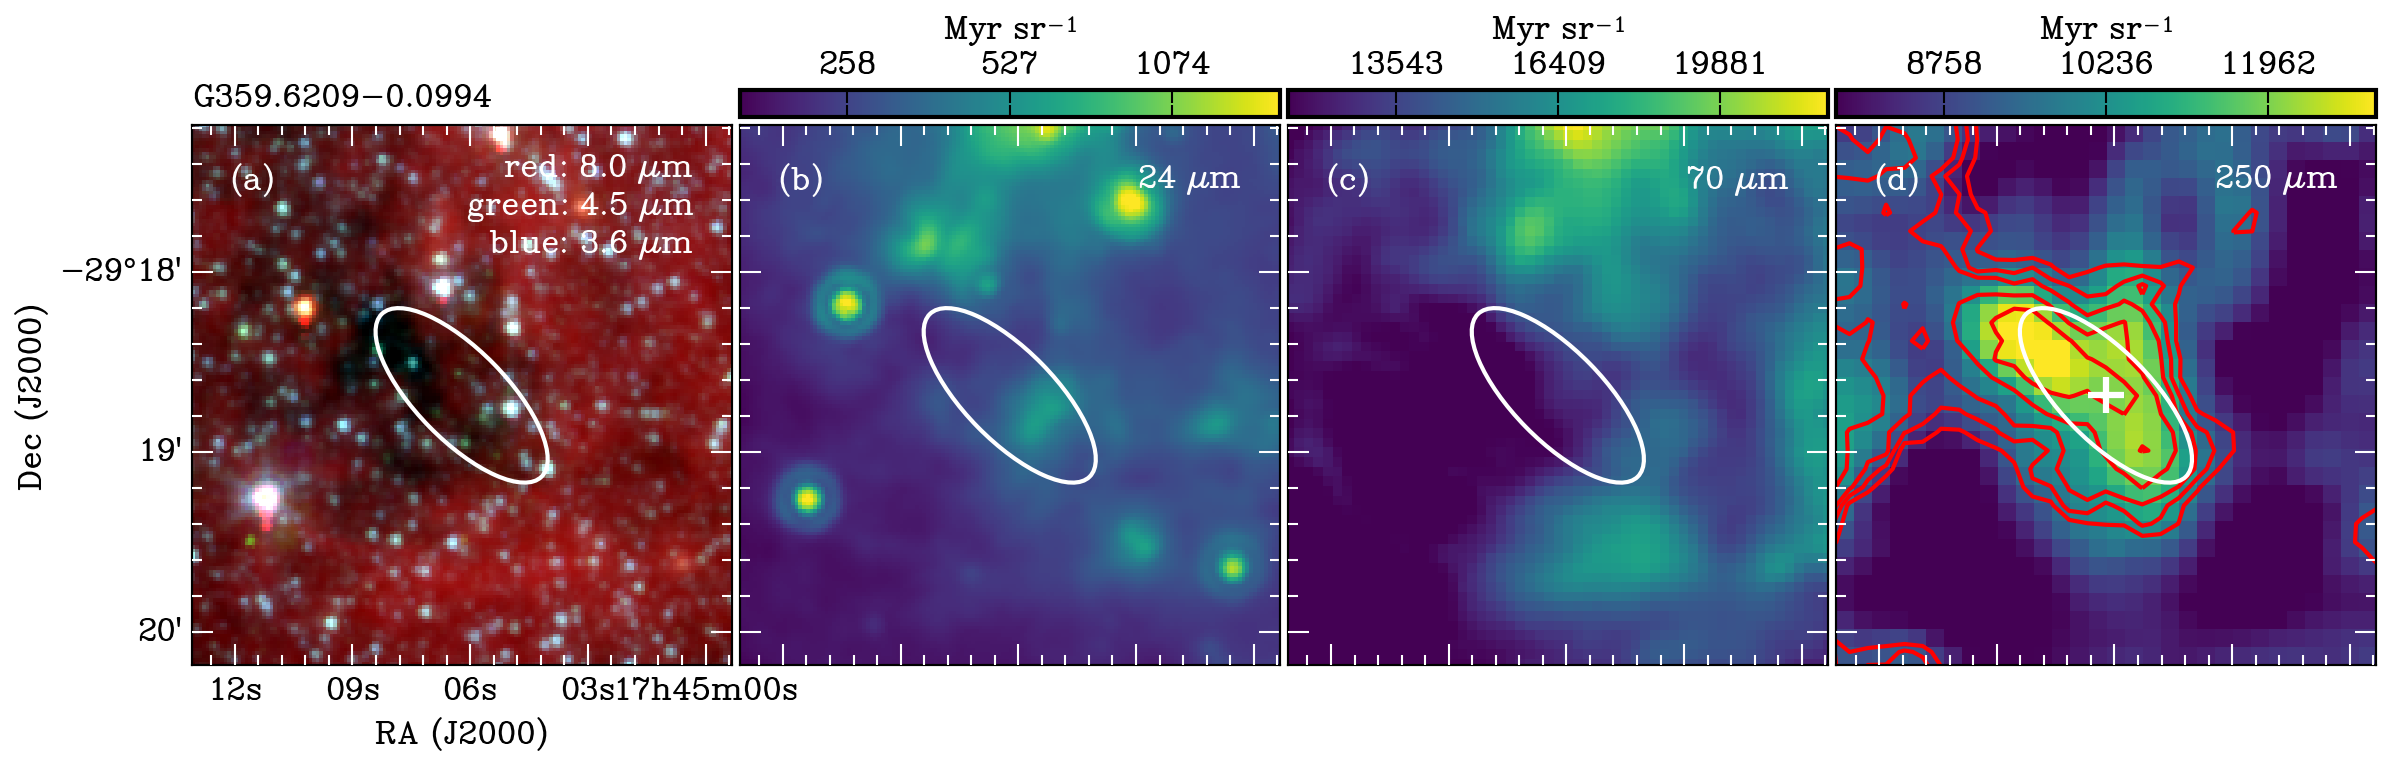 Myr sr⁻¹
258 527 1074
Myr sr⁻¹
13543 16409 19881
Myr sr⁻¹
8758 10236 11962
G359.6209−0.0994
(a)
red: 8.0 μm
green: 4.5 μm
blue: 3.6 μm
(b)
24 μm
(c)
70 μm
(d)
250 μm
−29°18'
19'
20'
Dec (J2000)
12s 09s 06s 03s 17h45m00s
RA (J2000)